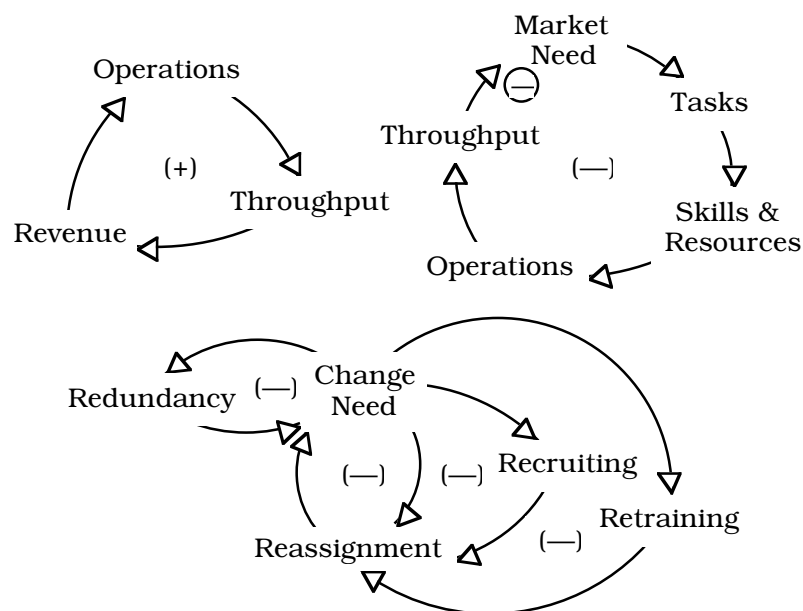 Operations
(+)
Throughput
Revenue
Market
Need
(—)
Tasks
Throughput
(—)
Skills &
Resources
Operations
Change
Need
(—)
Redundancy
(—)
(—)
Recruiting
Retraining
(—)
Reassignment